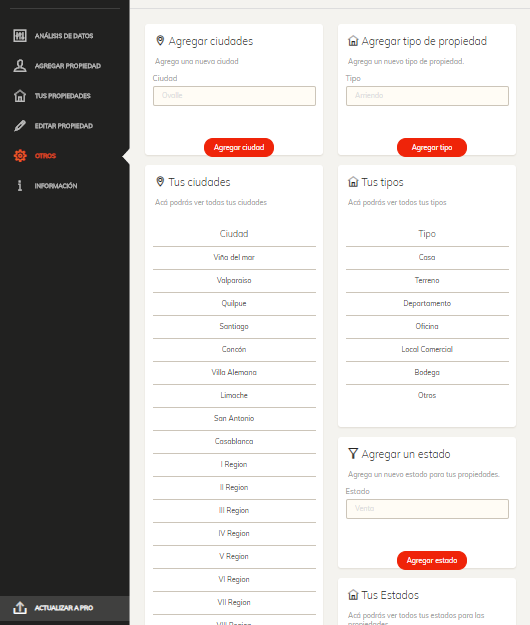 ANÁLISIS DE DATOS
AGREGAR PROPIEDAD
TUS PROPIEDADES
EDITAR PROPIEDAD
OTROS
INFORMACIÓN
ACTUALIZAR A PRO
Agregar ciudades
Agrega una nueva ciudad
Ciudad
Ovalle
Agregar ciudad
Tus ciudades
Acá podrás ver todas tus ciudades
Ciudad
Viña del mar
Valparaiso
Quilpue
Santiago
Concón
Villa Alemana
Limache
San Antonio
Casablanca
I Region
II Region
III Region
IV Region
V Region
VI Region
VII Region
VIII Region
Agregar tipo de propiedad
Agrega un nuevo tipo de propiedad.
Tipo
Arriendo
Agregar tipo
Tus tipos
Acá podrás ver todos tus tipos
Tipo
Casa
Terreno
Departamento
Oficina
Local Comercial
Bodega
Otros
Agregar un estado
Agrega un nuevo estado para tus propiedades.
Estado
Venta
Agregar estado
Tus Estados
Acá podrás ver todos tus estados para las
propiedades